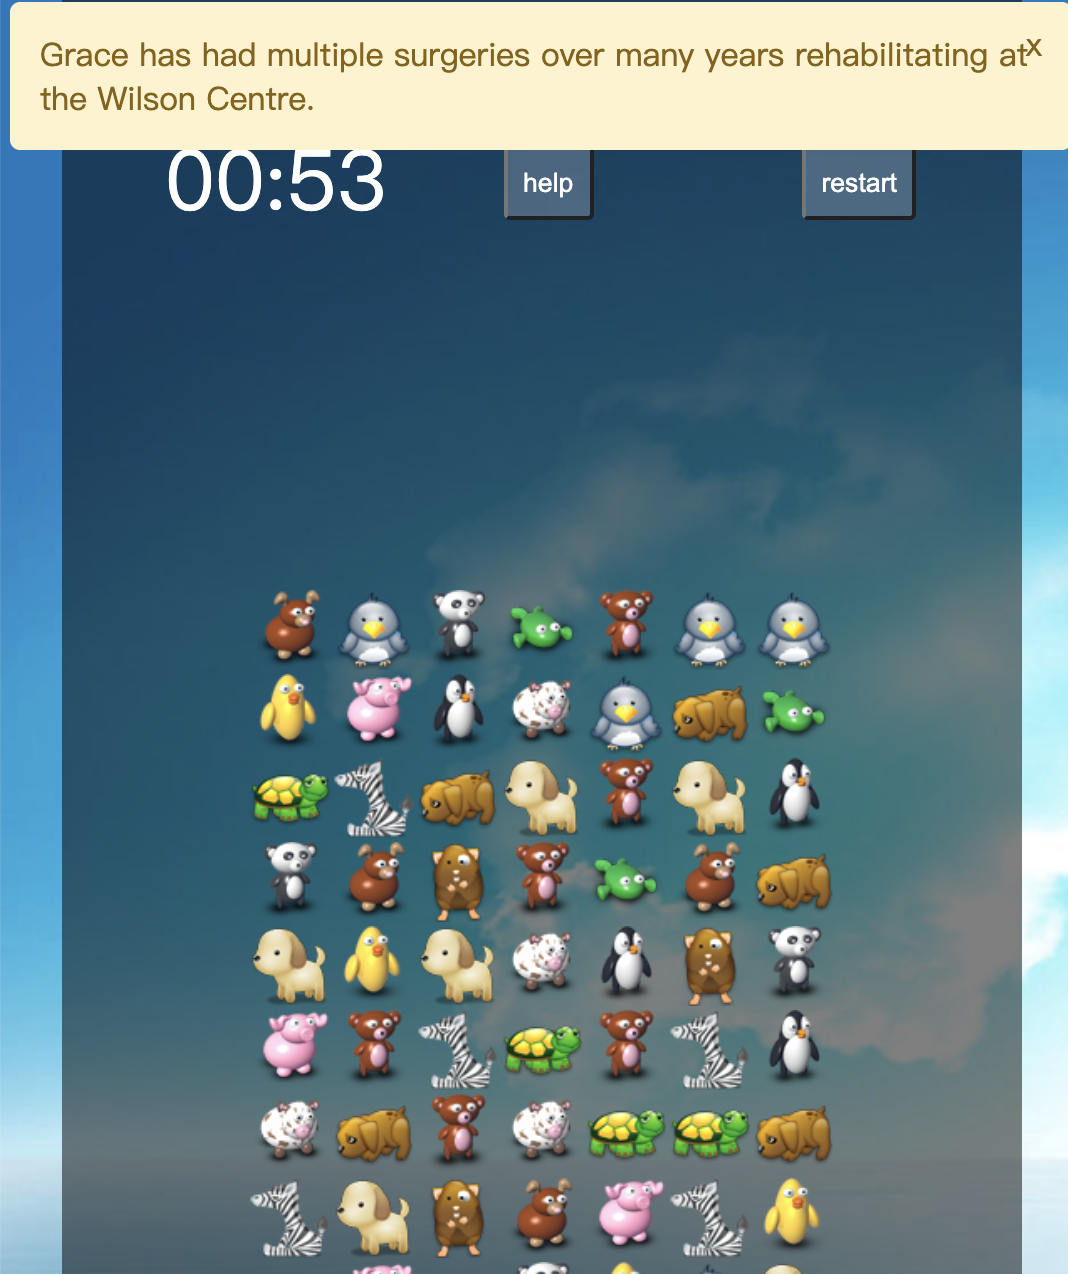 Grace has had multiple surgeries over many years rehabilitating at x
the Wilson Centre.
00:53 help restart